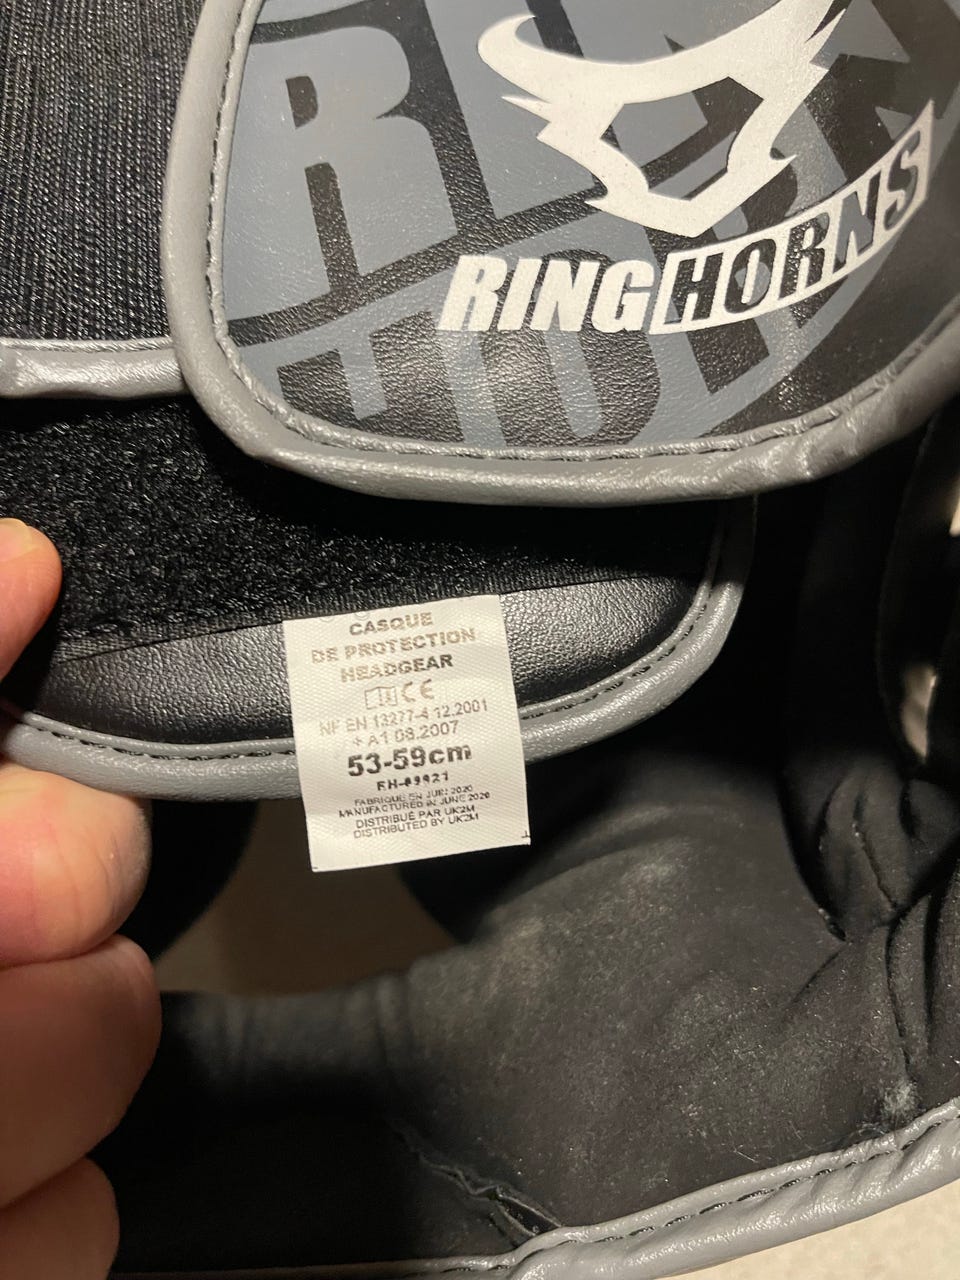 RINGHORNS
CASQUE
DE PROTECTION
HEADGEAR
CE
NF EN 13277-4 12.2001
+ A1 08.2007
53-59cm
FABRIQUE EN JUIN 2020
MANUFACTURED IN JUNE 2020
DISTRIBUÉ PAR UK2M
DISTRIBUTED BY UK2M